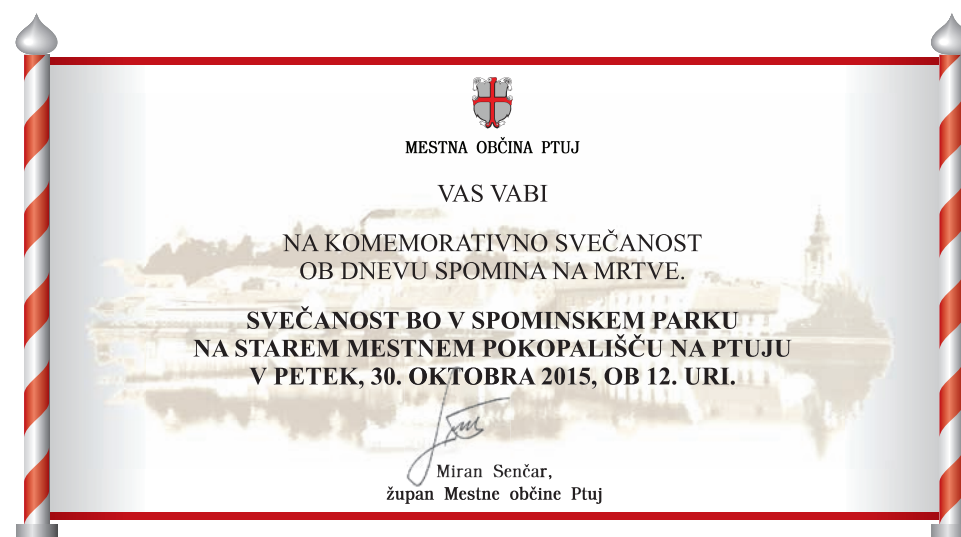 MESTNA OBČINA PTUJ
VAS VABI
NA KOMEMORATIVNO SVEČANOST
OB DNEVU SPOMINA NA MRTVE.
SVEČANOST BO V SPOMINSKEM PARKU
NA STAREM MESTNEM POKOPALIŠČU NA PTUJU
V PETEK, 30. OKTOBRA 2015, OB 12. URI.
Miran Senčar,
župan Mestne občine Ptuj